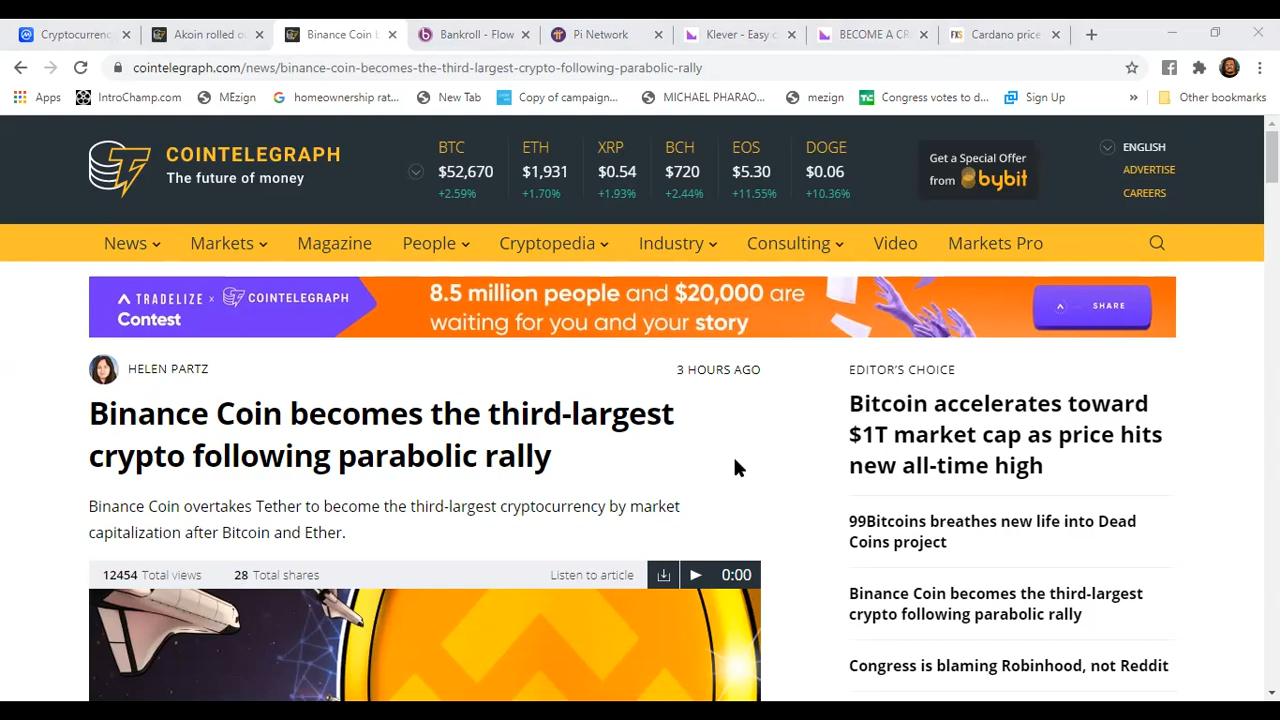 Cryptocurrenc
Akoin rolled o
Binance Coin b
Bankroll - Flow
Pi Network
Klever - Easy c
BECOME A CR
FXS
Cardano price
cointelegraph.com/news/binance-coin-becomes-the-third-largest-crypto-following-parabolic-rally
Apps
IntroChamp.com
MEzign
homeownership rat...
New Tab
Copy of campaign...
MICHAEL PHARAO...
mezign
Congress votes to d...
Sign Up
»
Other bookmarks
COINTELEGRAPH
The future of money
BTC ETH XRP BCH EOS DOGE
$52,670 $1,931 $0.54 $720 $5.30 $0.06
+2.59% +1.70% +1.93% +2.44% +11.55% +10.36%
Get a Special Offer
from bybit
ENGLISH
ADVERTISE
CAREERS
News Markets Magazine People Cryptopedia Industry Consulting Video Markets Pro
TRADELIZE x COINTELEGRAPH
Contest
8.5 million people and $20,000 are
waiting for you and your story
SHARE
HELEN PARTZ
3 HOURS AGO
Binance Coin becomes the third-largest
crypto following parabolic rally
Binance Coin overtakes Tether to become the third-largest cryptocurrency by market
capitalization after Bitcoin and Ether.
12454 Total views 28 Total shares Listen to article 0:00
EDITOR'S CHOICE
Bitcoin accelerates toward
$1T market cap as price hits
new all-time high
99Bitcoins breathes new life into Dead
Coins project
Binance Coin becomes the third-largest
crypto following parabolic rally
Congress is blaming Robinhood, not Reddit